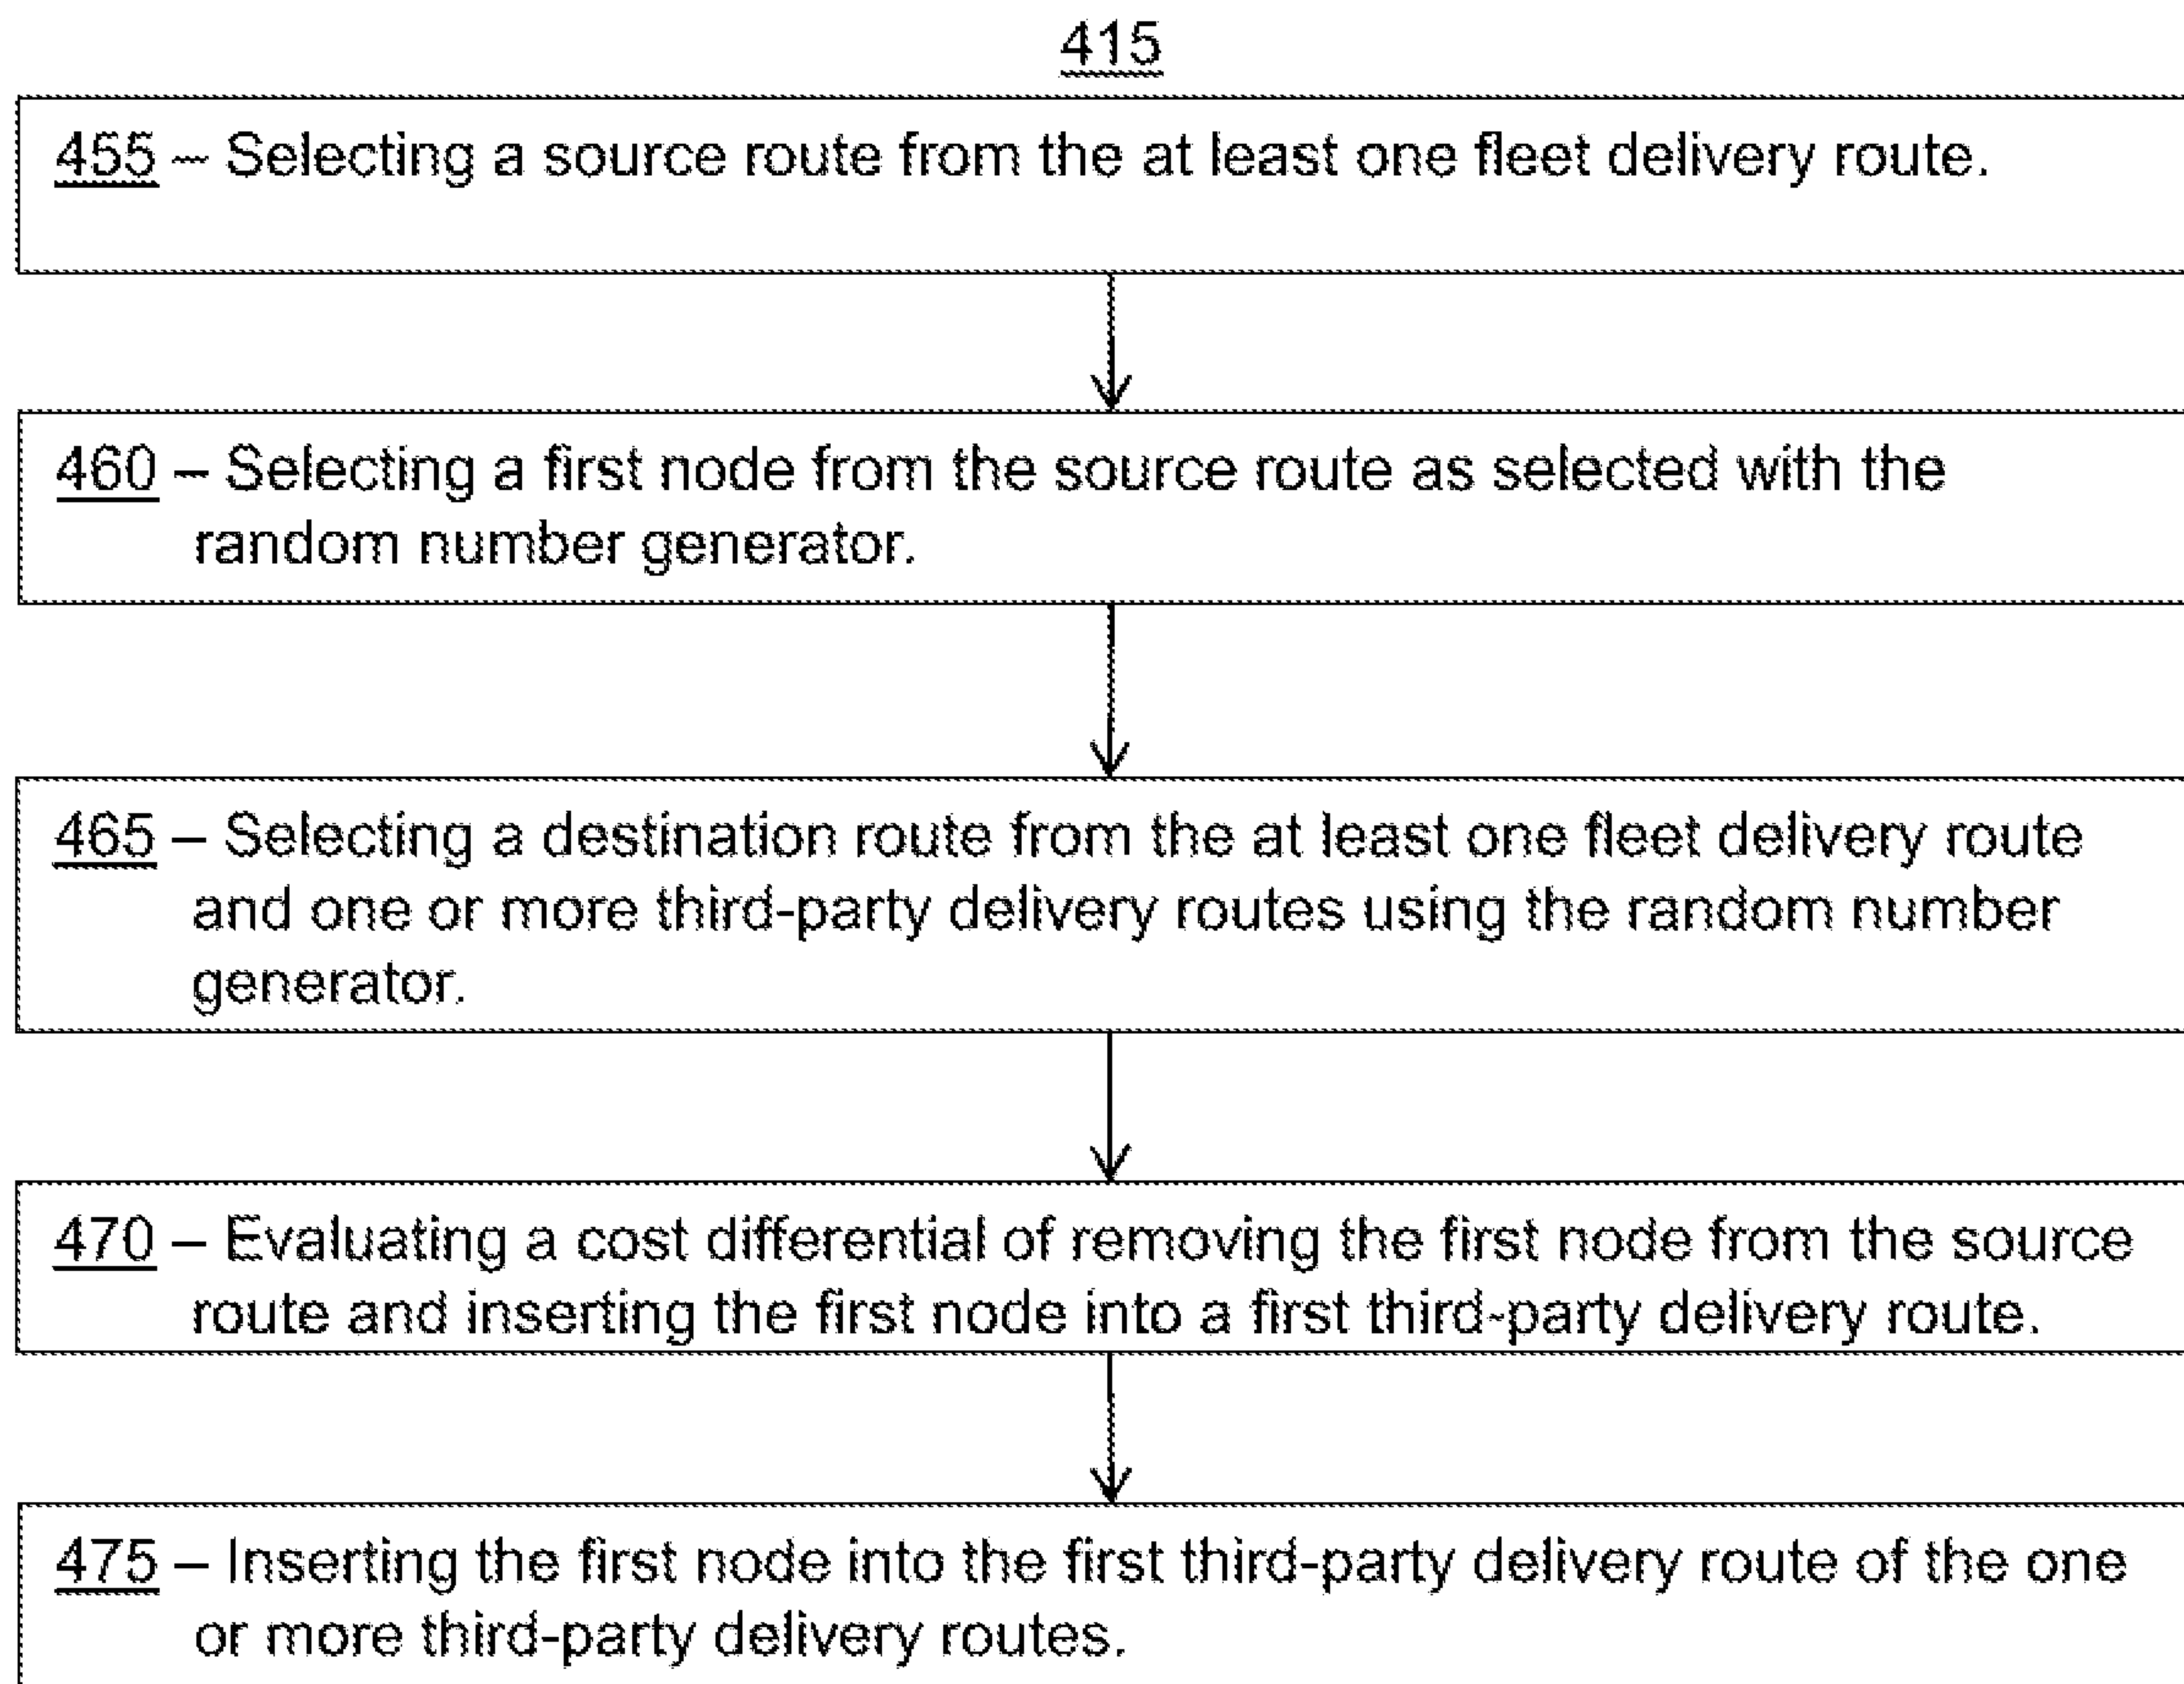 415
455 – Selecting a source route from the at least one fleet delivery route.
460 – Selecting a first node from the source route as selected with the
random number generator.
465 – Selecting a destination route from the at least one fleet delivery route
and one or more third-party delivery routes using the random number
generator.
470 – Evaluating a cost differential of removing the first node from the source
route and inserting the first node into a first third-party delivery route.
475 – Inserting the first node into the first third-party delivery route of the one
or more third-party delivery routes.